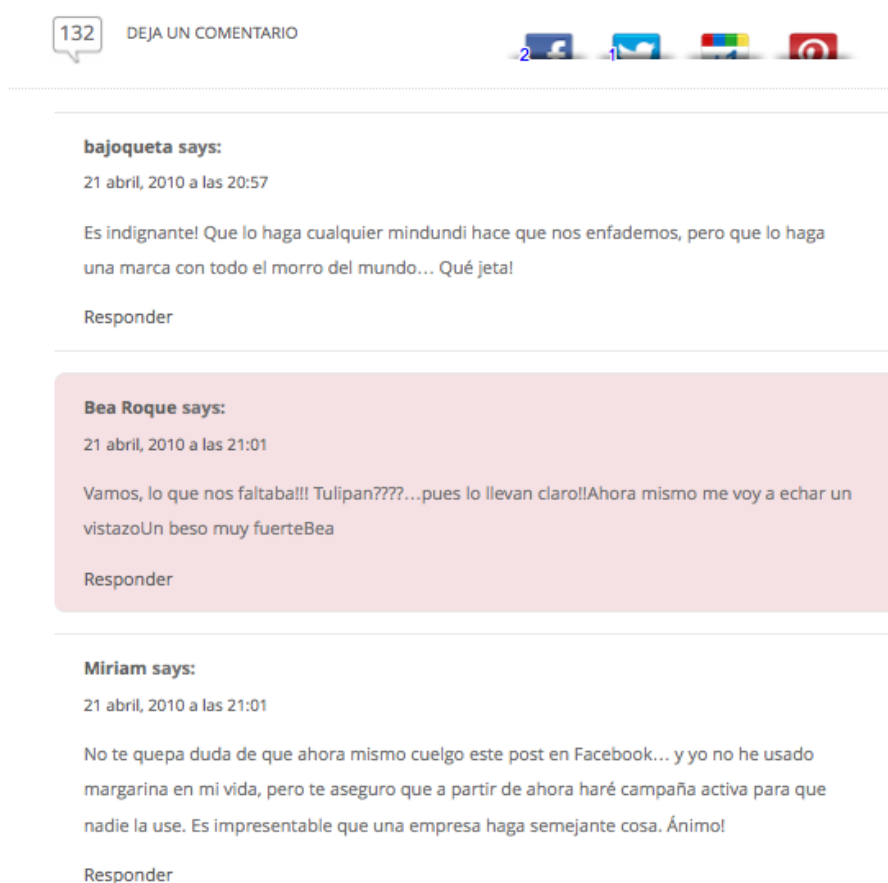 132 DEJA UN COMENTARIO
2 1
bajoqueta says:
21 abril, 2010 a las 20:57
Es indignante! Que lo haga cualquier mindundi hace que nos enfademos, pero que lo haga
una marca con todo el morro del mundo… Qué jeta!
Responder
Bea Roque says:
21 abril, 2010 a las 21:01
Vamos, lo que nos faltaba!!! Tulipan????…pues lo llevan claro!!Ahora mismo me voy a echar un
vistazoUn beso muy fuerteBea
Responder
Miriam says:
21 abril, 2010 a las 21:01
No te quepa duda de que ahora mismo cuelgo este post en Facebook… y yo no he usado
margarina en mi vida, pero te aseguro que a partir de ahora haré campaña activa para que
nadie la use. Es impresentable que una empresa haga semejante cosa. Ánimo!
Responder